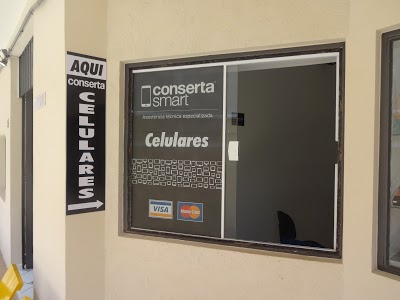 AQUI
conserta
CELULARES
conserta
smart
Assistência técnica especializada
Celulares
VISA
MasterCard